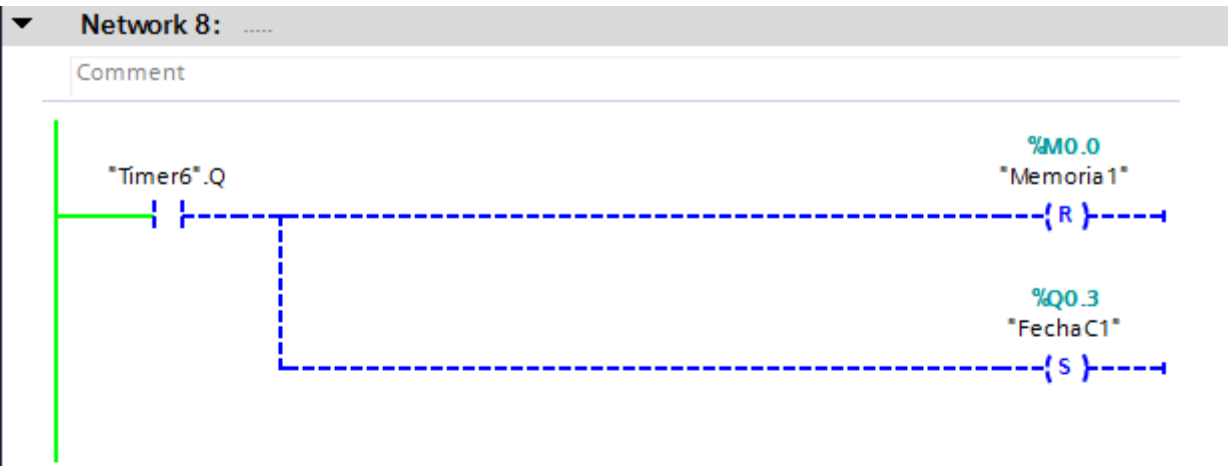 Network 8: .....
Comment
%M0.0
"Timer6".Q
"Memoria1"
R
%Q0.3
"FechaC1"
S